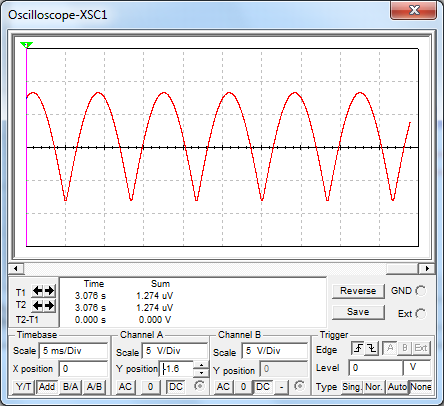 Oscilloscope-XSC1
T
Time Sum
T1 3.076 s 1.274 uV
T2 3.076 s 1.274 uV
T2-T1 0.000 s 0.000 V
Reverse GND
Save Ext
Timebase Channel A Channel B Trigger
Scale 5 ms/Div Scale 5 V/Div Scale 5 V/Div Edge A B Ext
X position 0 Y position -1.6 Y position 0 Level 0 V
Y/T Add B/A A/B AC 0 DC AC 0 DC - Type Sing. Nor. Auto None